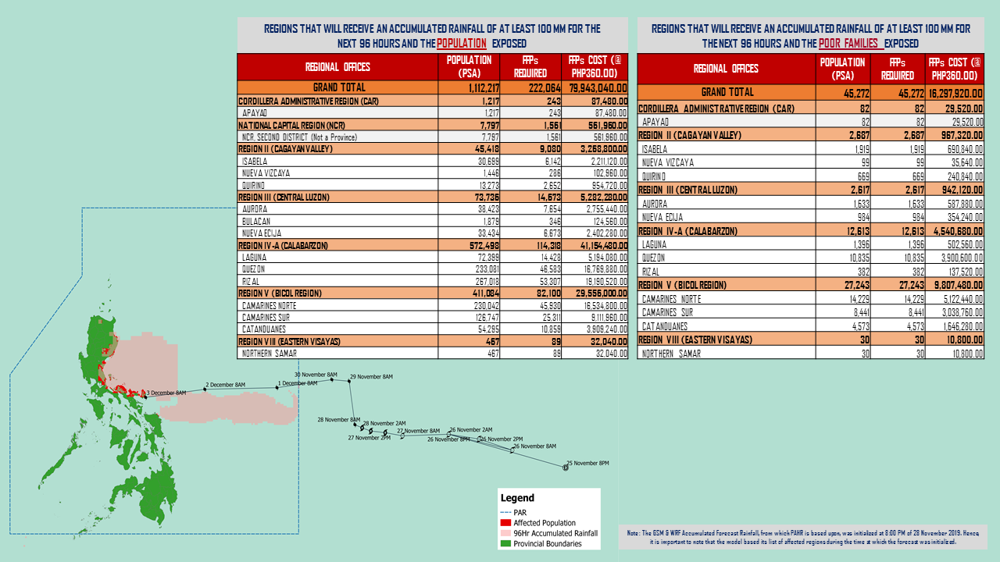 REGIONS THAT WILL RECEIVE AN ACCUMULATED RAINFALL OF AT LEAST 100 MM FOR THE
NEXT 96 HOURS AND THE POPULATION EXPOSED
REGIONAL OFFICES POPULATION (PSA) FFPs REQUIRED FFPs COST (@ PHP360.00)
GRAND TOTAL 1,112,217 222,064 79,943,040.00
CORDILLERA ADMINISTRATIVE REGION (CAR) 1,217 243 87,480.00
APAYAO 1,217 243 87,480.00
NATIONAL CAPITAL REGION (NCR) 7,797 1,561 561,960.00
NCR, SECOND DISTRICT (Not a Province) 7,797 1,561 561,960.00
REGION II (CAGAYAN VALLEY) 45,418 9,080 3,268,800.00
ISABELA 30,699 6,142 2,211,120.00
NUEVA VIZCAYA 1,446 286 102,960.00
QUIRINO 13,273 2,652 954,720.00
REGION III (CENTRAL LUZON) 73,736 14,673 5,282,280.00
AURORA 38,423 7,654 2,755,440.00
BULACAN 1,879 346 124,560.00
NUEVA ECIJA 33,434 6,673 2,402,280.00
REGION IV-A (CALABARZON) 572,498 114,318 41,154,480.00
LAGUNA 72,399 14,428 5,194,080.00
QUEZON 233,081 46,583 16,769,880.00
RIZAL 267,018 53,307 19,190,520.00
REGION V (BICOL REGION) 411,084 82,100 29,556,000.00
CAMARINES NORTE 230,042 45,930 16,534,800.00
CAMARINES SUR 126,747 25,311 9,111,960.00
CATANDUANES 54,295 10,859 3,909,240.00
REGION VIII (EASTERN VISAYAS) 467 89 32,040.00
NORTHERN SAMAR 467 89 32,040.00
REGIONS THAT WILL RECEIVE AN ACCUMULATED RAINFALL OF AT LEAST 100 MM FOR
THE NEXT 96 HOURS AND THE POOR FAMILIES EXPOSED
REGIONAL OFFICES POPULATION (PSA) FFPs REQUIRED FFPs COST (@ PHP360.00)
GRAND TOTAL 45,272 45,272 16,297,920.00
CORDILLERA ADMINISTRATIVE REGION (CAR) 82 82 29,520.00
APAYAO 82 82 29,520.00
REGION II (CAGAYAN VALLEY) 2,687 2,687 967,320.00
ISABELA 1,919 1,919 690,840.00
NUEVA VIZCAYA 99 99 35,640.00
QUIRINO 669 669 240,840.00
REGION III (CENTRAL LUZON) 2,617 2,617 942,120.00
AURORA 1,633 1,633 587,880.00
NUEVA ECIJA 984 984 354,240.00
REGION IV-A (CALABARZON) 12,613 12,613 4,540,680.00
LAGUNA 1,396 1,396 502,560.00
QUEZON 10,835 10,835 3,900,600.00
RIZAL 382 382 137,520.00
REGION V (BICOL REGION) 27,243 27,243 9,807,480.00
CAMARINES NORTE 14,229 14,229 5,122,440.00
CAMARINES SUR 8,441 8,441 3,038,760.00
CATANDUANES 4,573 4,573 1,646,280.00
REGION VIII (EASTERN VISAYAS) 30 30 10,800.00
NORTHERN SAMAR 30 30 10,800.00
3 December 8AM
2 December 8AM
1 December 8AM
30 November 8AM
29 November 8AM
28 November 8AM
28 November 2AM
27 November 2PM
27 November 8AM
26 November 2AM
26 November 8PM
26 November 2PM
26 November 8AM
25 November 8PM
Legend
PAR
Affected Population
96Hr Accumulated Rainfall
Provincial Boundaries
Note: The GSM & WRF Accumulated Forecast Rainfall, from which PAHR is based upon, was initialized at 8:00 PM of 28 November 2019. Hence,
it is important to note that the model based its list of affected regions during the time at which the forecast was initialized.